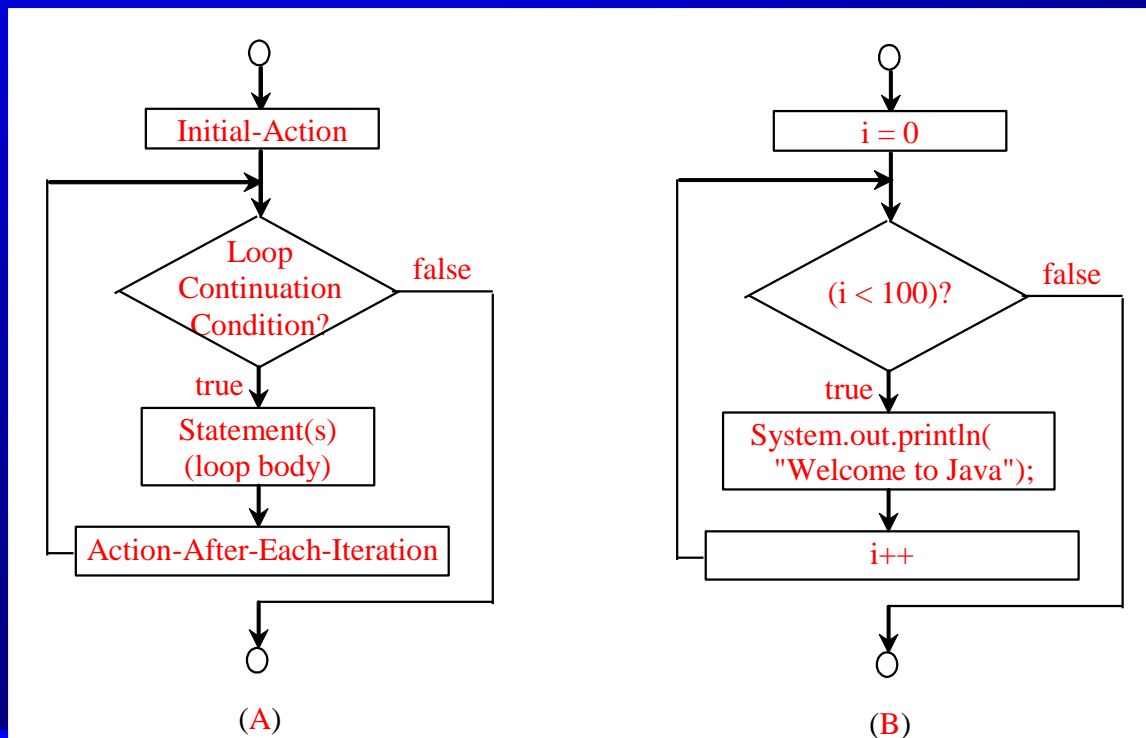 Initial-Action
Loop
Continuation
Condition?
false
true
Statement(s)
(loop body)
Action-After-Each-Iteration
(A)
i = 0
(i < 100)?
false
true
System.out.println(
"Welcome to Java");
i++
(B)